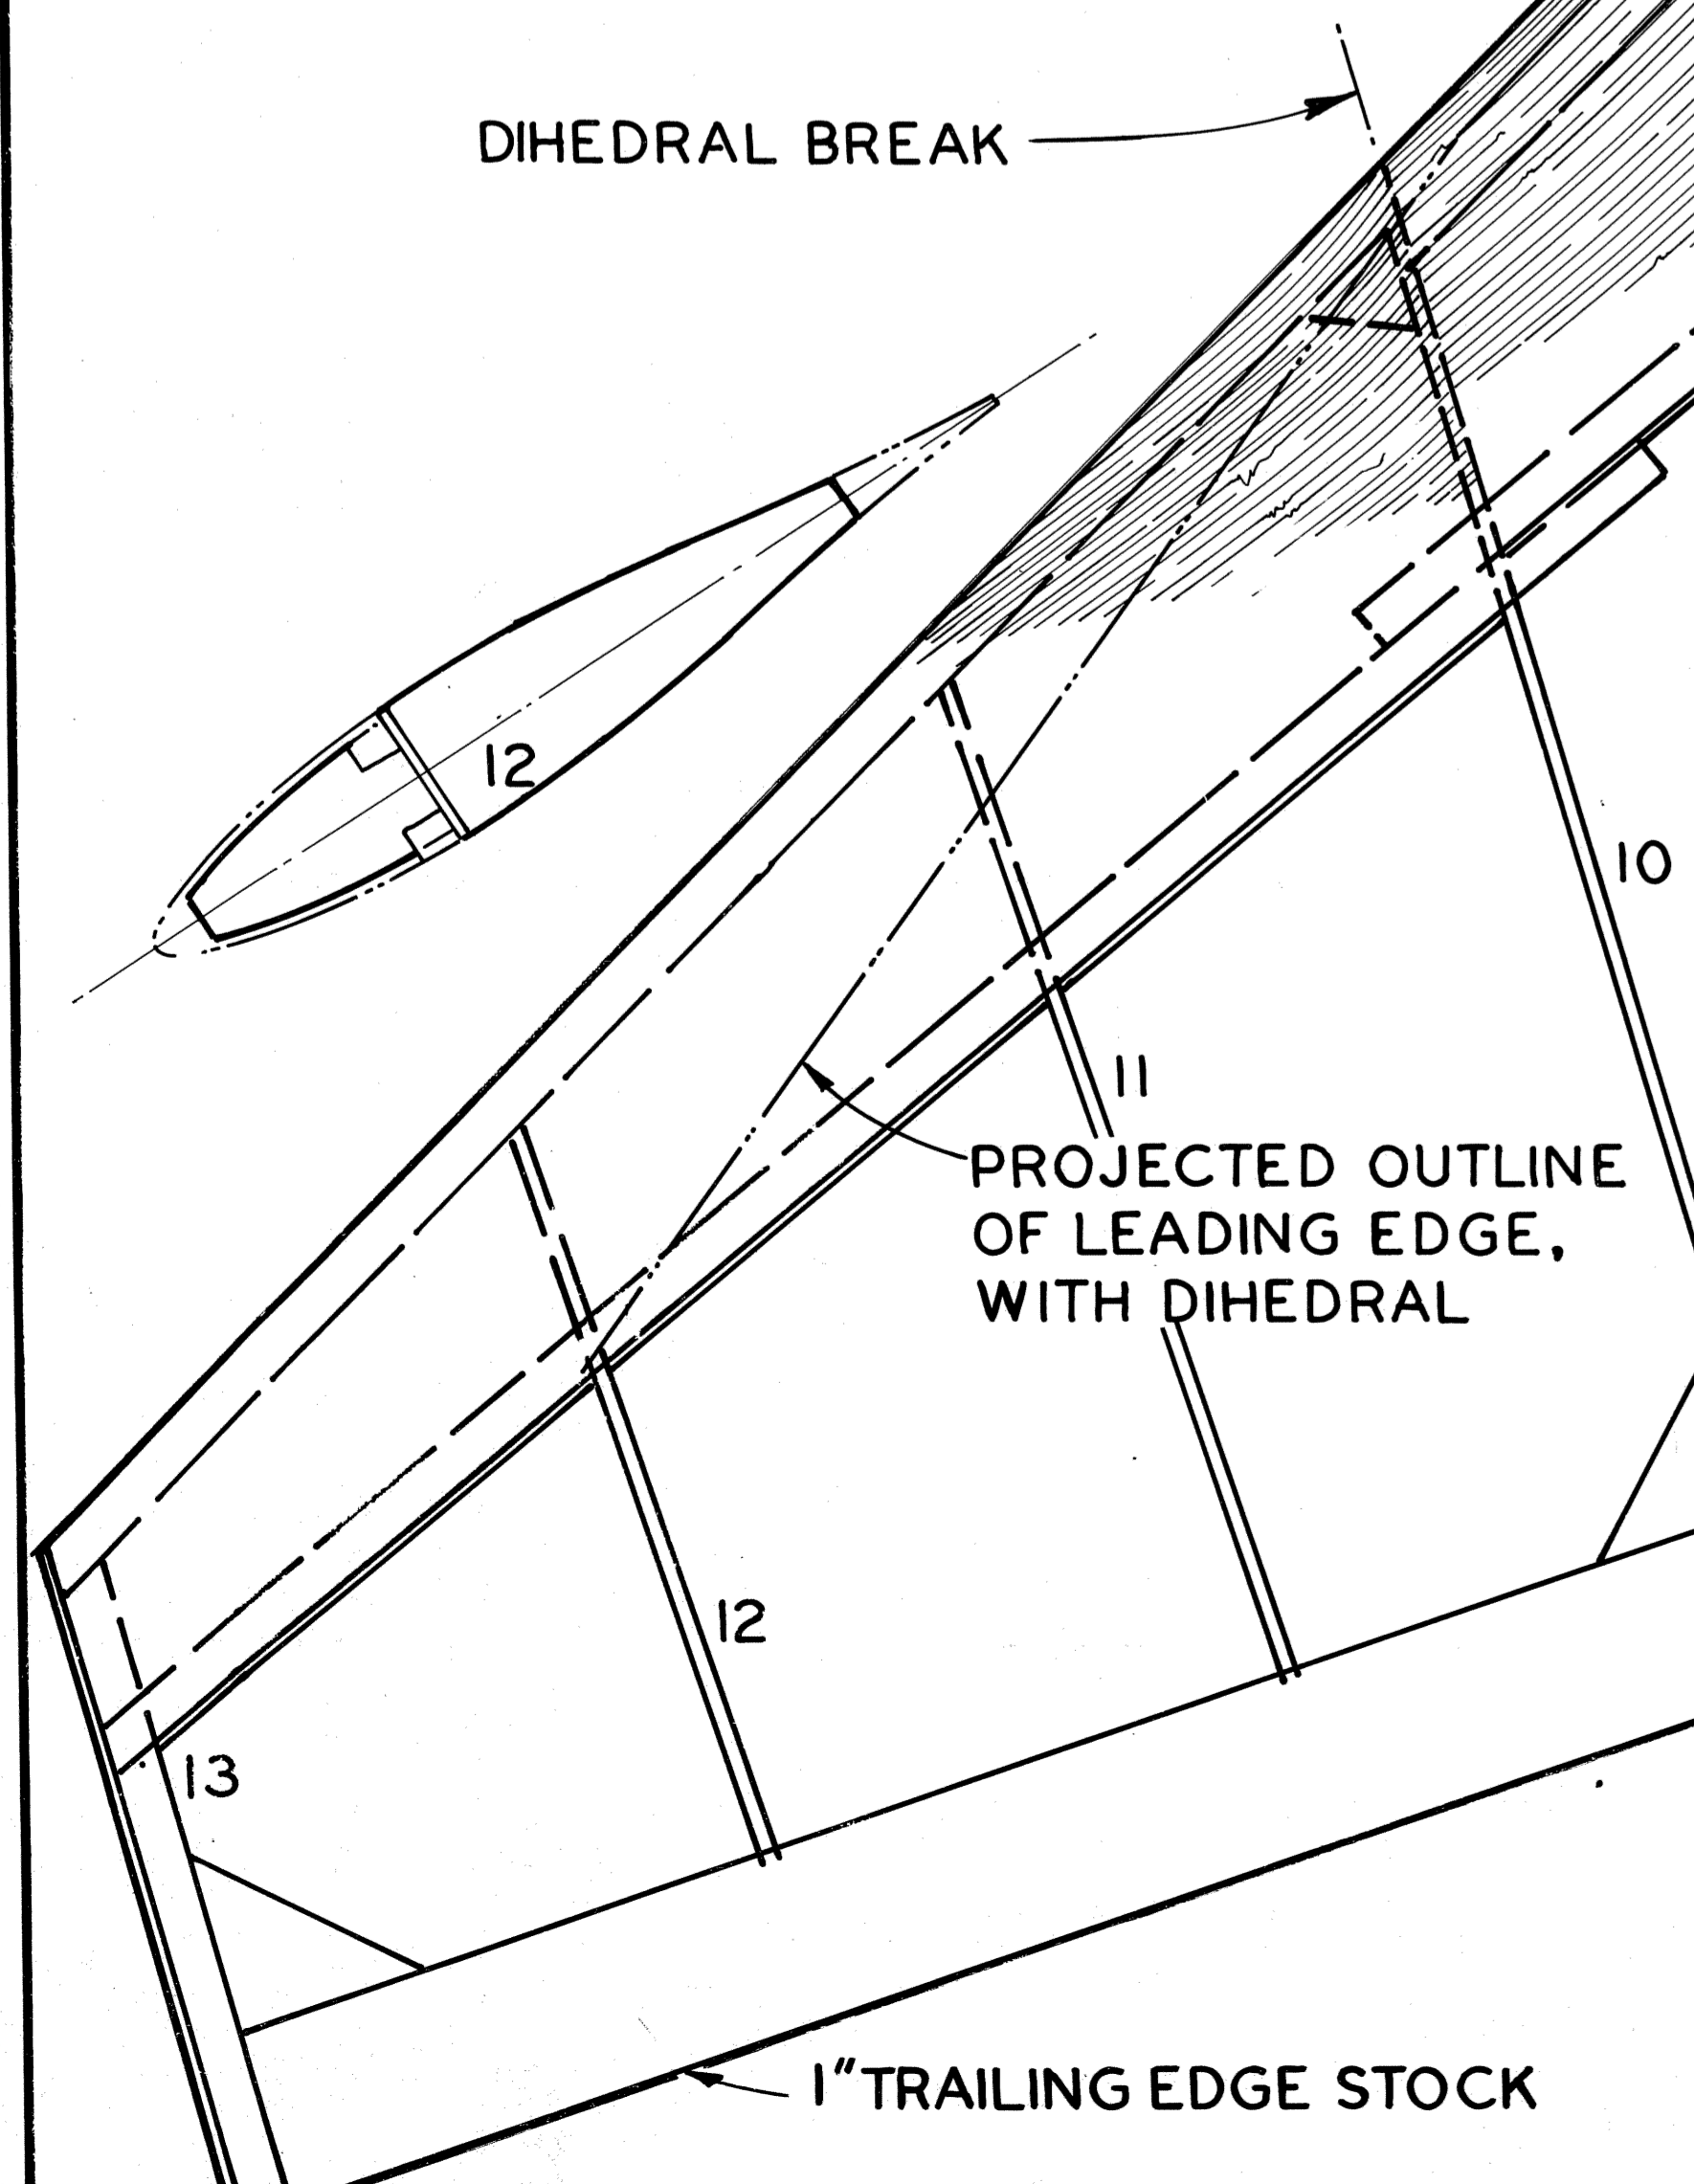 DIHEDRAL BREAK
12
10
11
PROJECTED OUTLINE
OF LEADING EDGE,
WITH DIHEDRAL
12
13
1" TRAILING EDGE STOCK